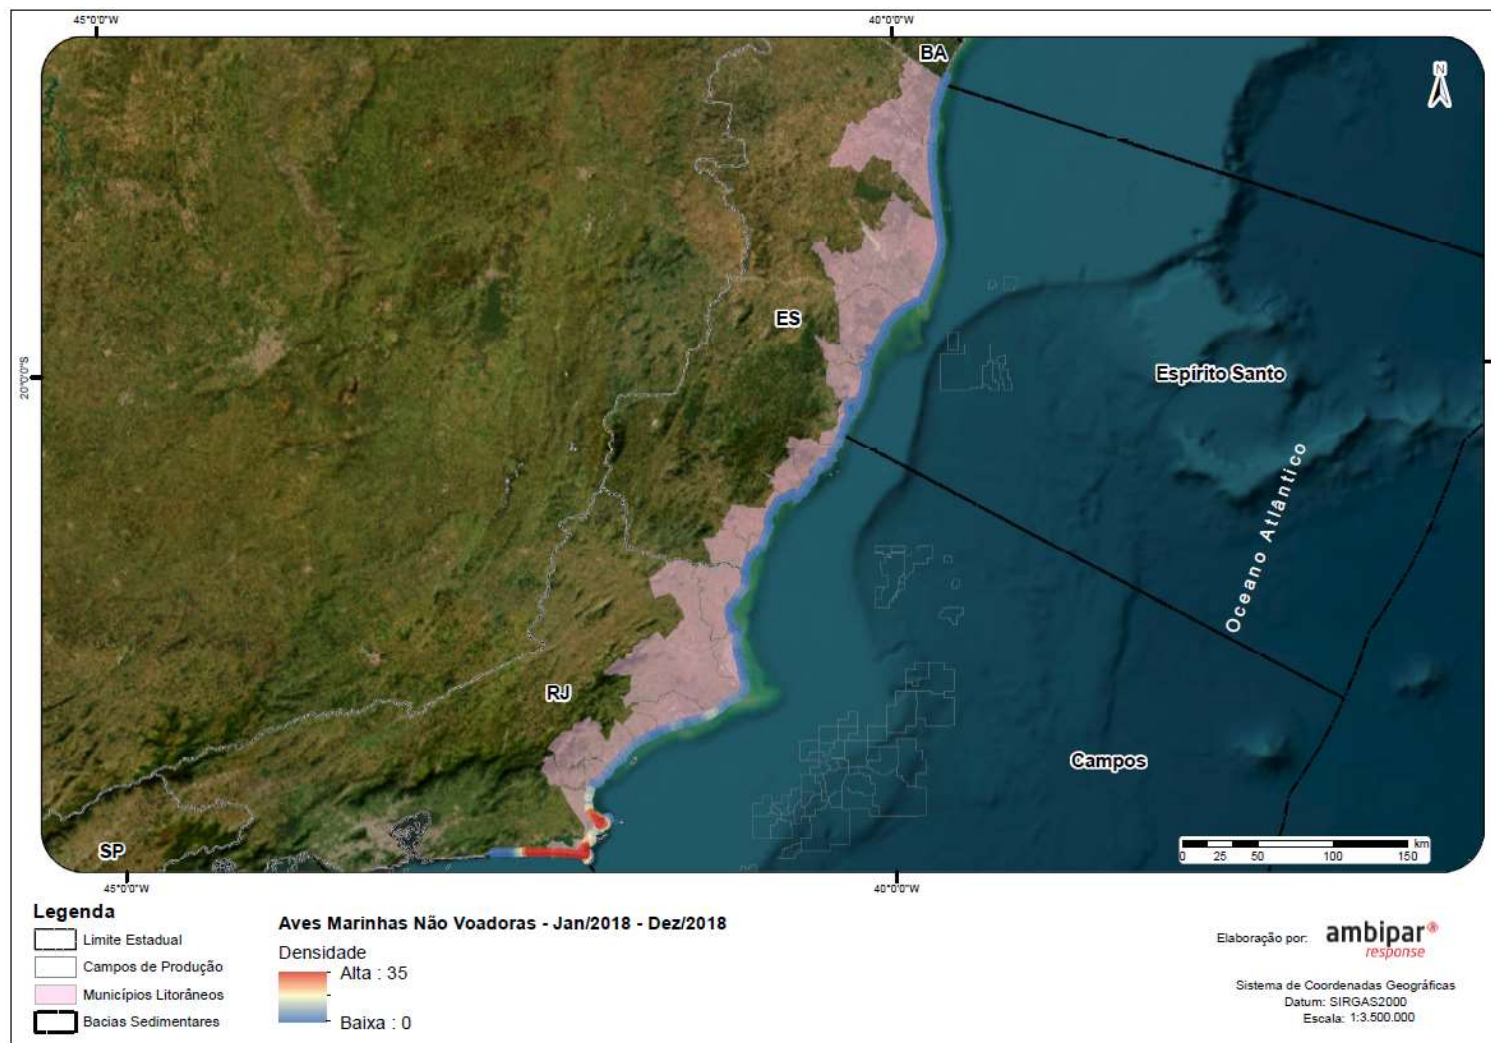 45°0'0"W
40°0'0"W
BA
N
ES
20°0'0"S
Espírito Santo
Oceano Atlântico
RJ
Campos
SP
km
0 25 50 100 150
45°0'0"W
40°0'0"W
Legenda
Limite Estadual
Campos de Produção
Municípios Litorâneos
Bacias Sedimentares
Aves Marinhas Não Voadoras - Jan/2018 - Dez/2018
Densidade
Alta : 35
Baixa : 0
Elaboração por:
ambipar®
response
Sistema de Coordenadas Geográficas
Datum: SIRGAS2000
Escala: 1:3.500.000